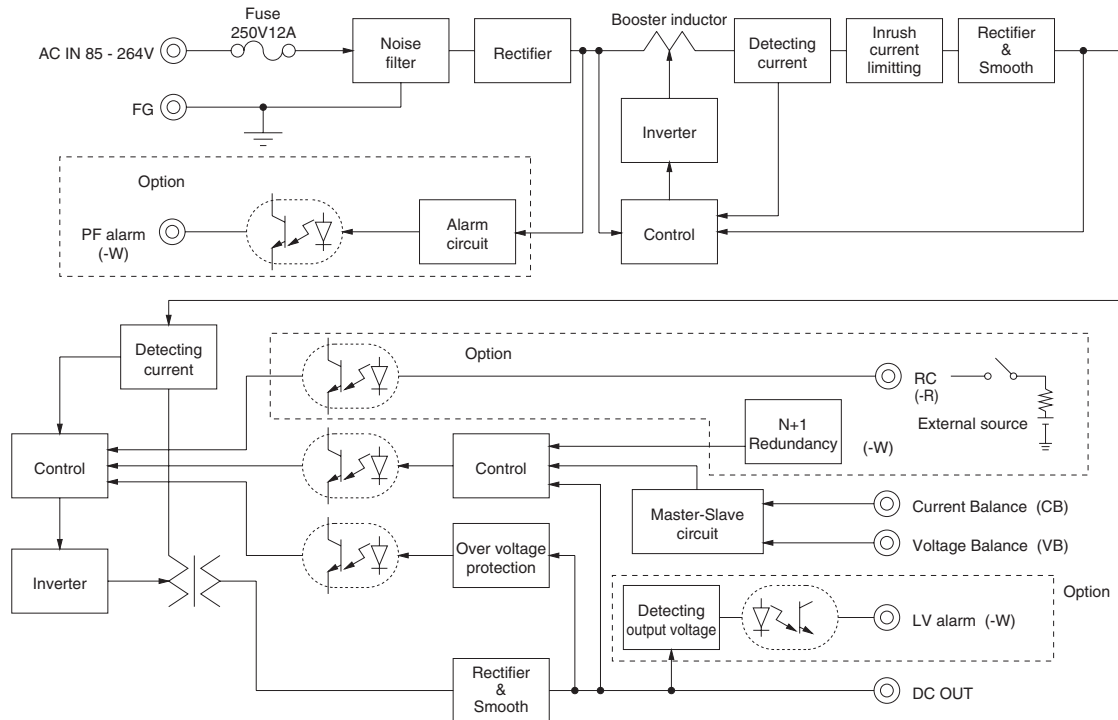 Fuse
250V12A
AC IN 85 - 264V
Noise
filter
Rectifier
Booster inductor
Detecting
current
Inrush
current
limitting
Rectifier
&
Smooth
FG
Inverter
Option
PF alarm
(-W)
Alarm
circuit
Control
Detecting
current
Option
RC
(-R)
External source
N+1
Redundancy
(-W)
Control
Control
Master-Slave
circuit
Current Balance (CB)
Voltage Balance (VB)
Inverter
Over voltage
protection
Option
Detecting
output voltage
LV alarm (-W)
Rectifier
&
Smooth
DC OUT